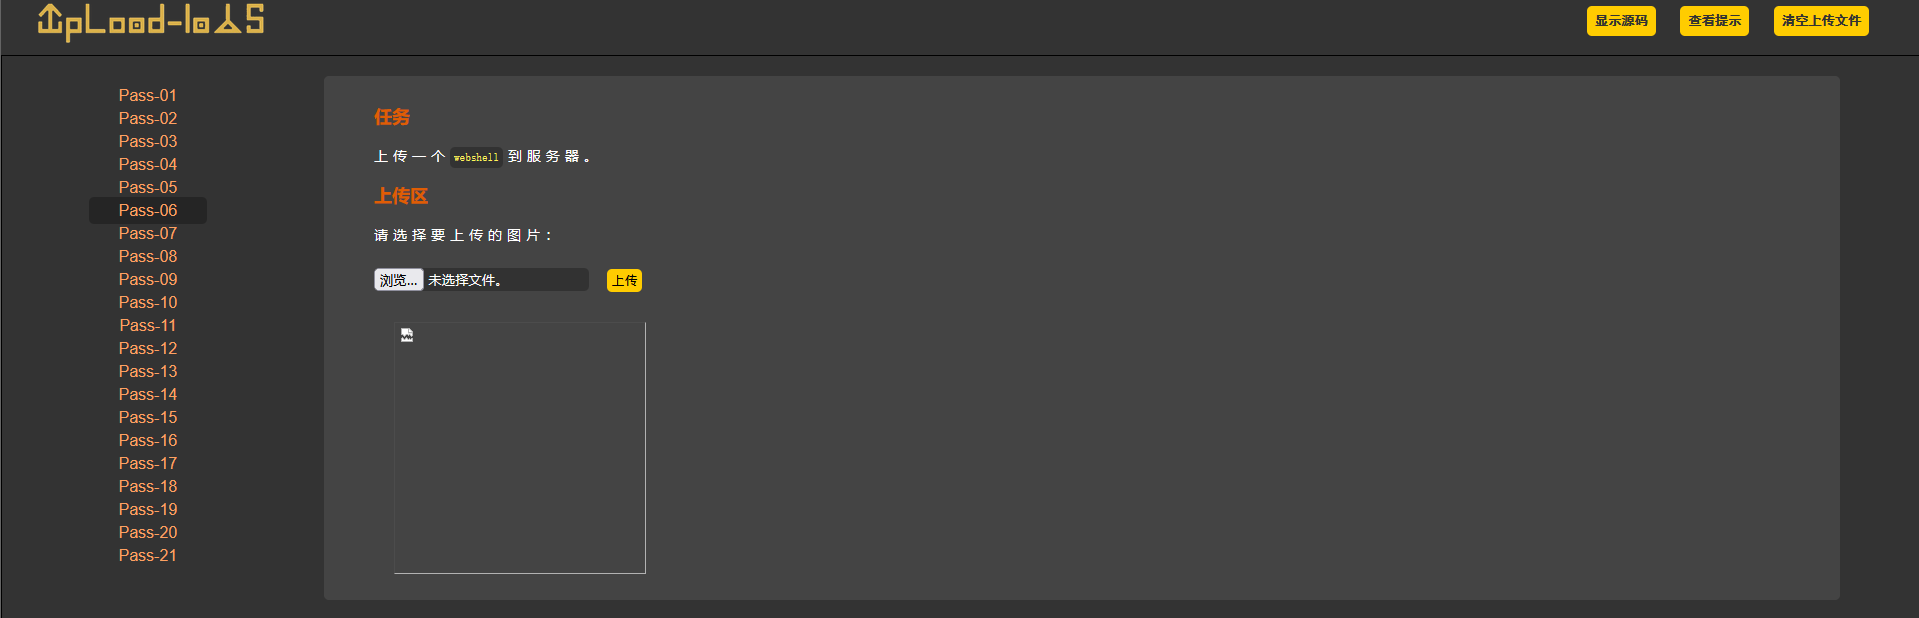 UpLoad-labs
显示源码 查看提示 清空上传文件
Pass-01
Pass-02
Pass-03
Pass-04
Pass-05
Pass-06
Pass-07
Pass-08
Pass-09
Pass-10
Pass-11
Pass-12
Pass-13
Pass-14
Pass-15
Pass-16
Pass-17
Pass-18
Pass-19
Pass-20
Pass-21
任务
上传一个 webshell 到服务器。
上传区
请选择要上传的图片：
浏览... 未选择文件。 上传